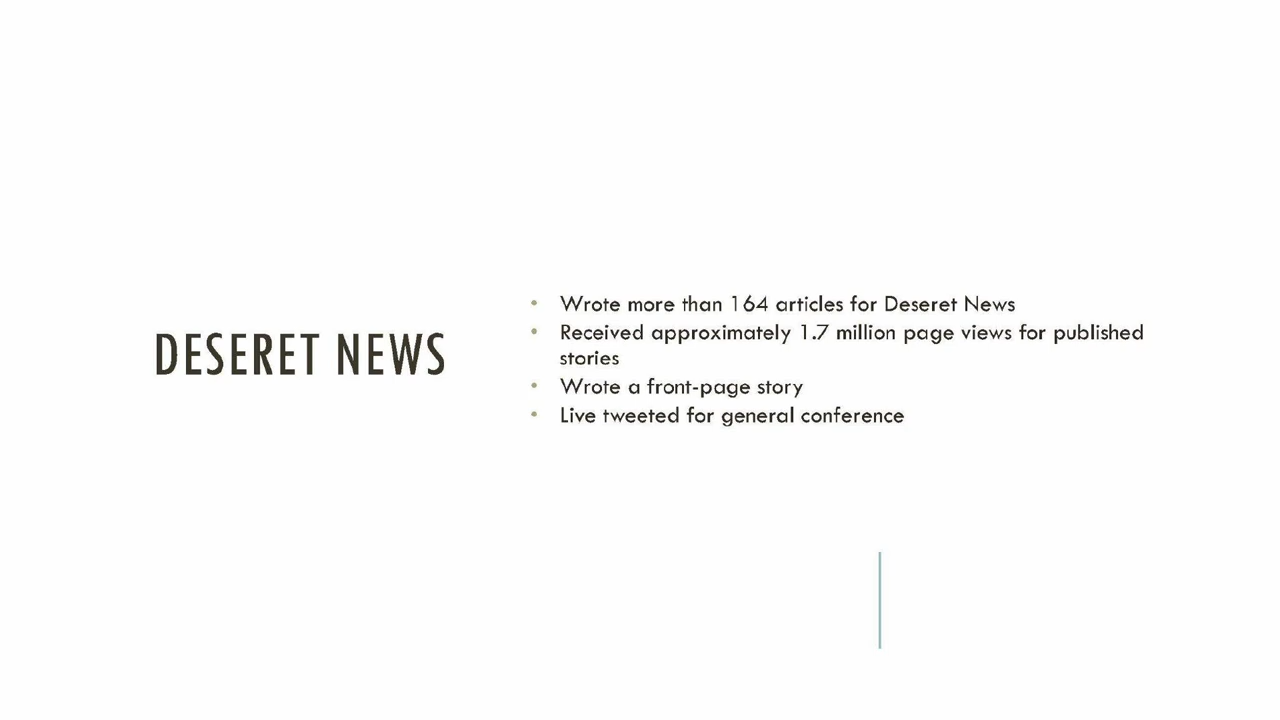 DESERET NEWS
• Wrote more than 164 articles for Deseret News
• Received approximately 1.7 million page views for published
stories
• Wrote a front-page story
• Live tweeted for general conference